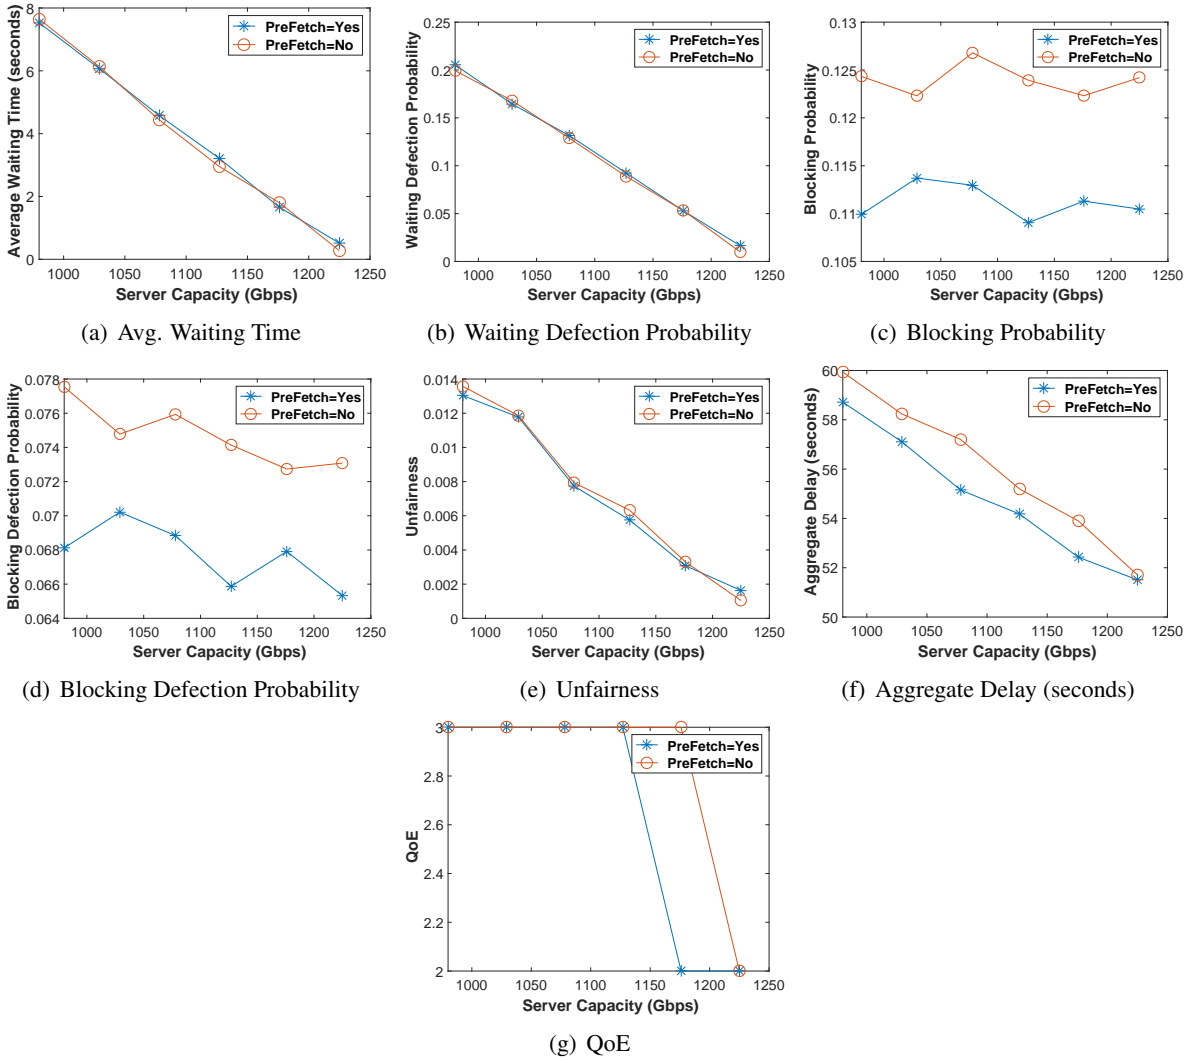 Average Waiting Time (seconds)
8
6
4
2
0
1000 1050 1100 1150 1200 1250
PreFetch=Yes
PreFetch=No
Server Capacity (Gbps)
(a) Avg. Waiting Time
Waiting Defection Probability
0.25
0.2
0.15
0.1
0.05
0
1000 1050 1100 1150 1200 1250
PreFetch=Yes
PreFetch=No
Server Capacity (Gbps)
(b) Waiting Defection Probability
Blocking Probability
0.13
0.125
0.12
0.115
0.11
0.105
1000 1050 1100 1150 1200 1250
PreFetch=Yes
PreFetch=No
Server Capacity (Gbps)
(c) Blocking Probability
Blocking Defection Probability
0.078
0.076
0.074
0.072
0.07
0.068
0.066
0.064
1000 1050 1100 1150 1200 1250
PreFetch=Yes
PreFetch=No
Server Capacity (Gbps)
(d) Blocking Defection Probability
Unfairness
0.014
0.012
0.01
0.008
0.006
0.004
0.002
0
1000 1050 1100 1150 1200 1250
PreFetch=Yes
PreFetch=No
Server Capacity (Gbps)
(e) Unfairness
Aggregate Delay (seconds)
60
58
56
54
52
50
1000 1050 1100 1150 1200 1250
PreFetch=Yes
PreFetch=No
Server Capacity (Gbps)
(f) Aggregate Delay (seconds)
QoE
3
2.8
2.6
2.4
2.2
2
1000 1050 1100 1150 1200 1250
PreFetch=Yes
PreFetch=No
Server Capacity (Gbps)
(g) QoE